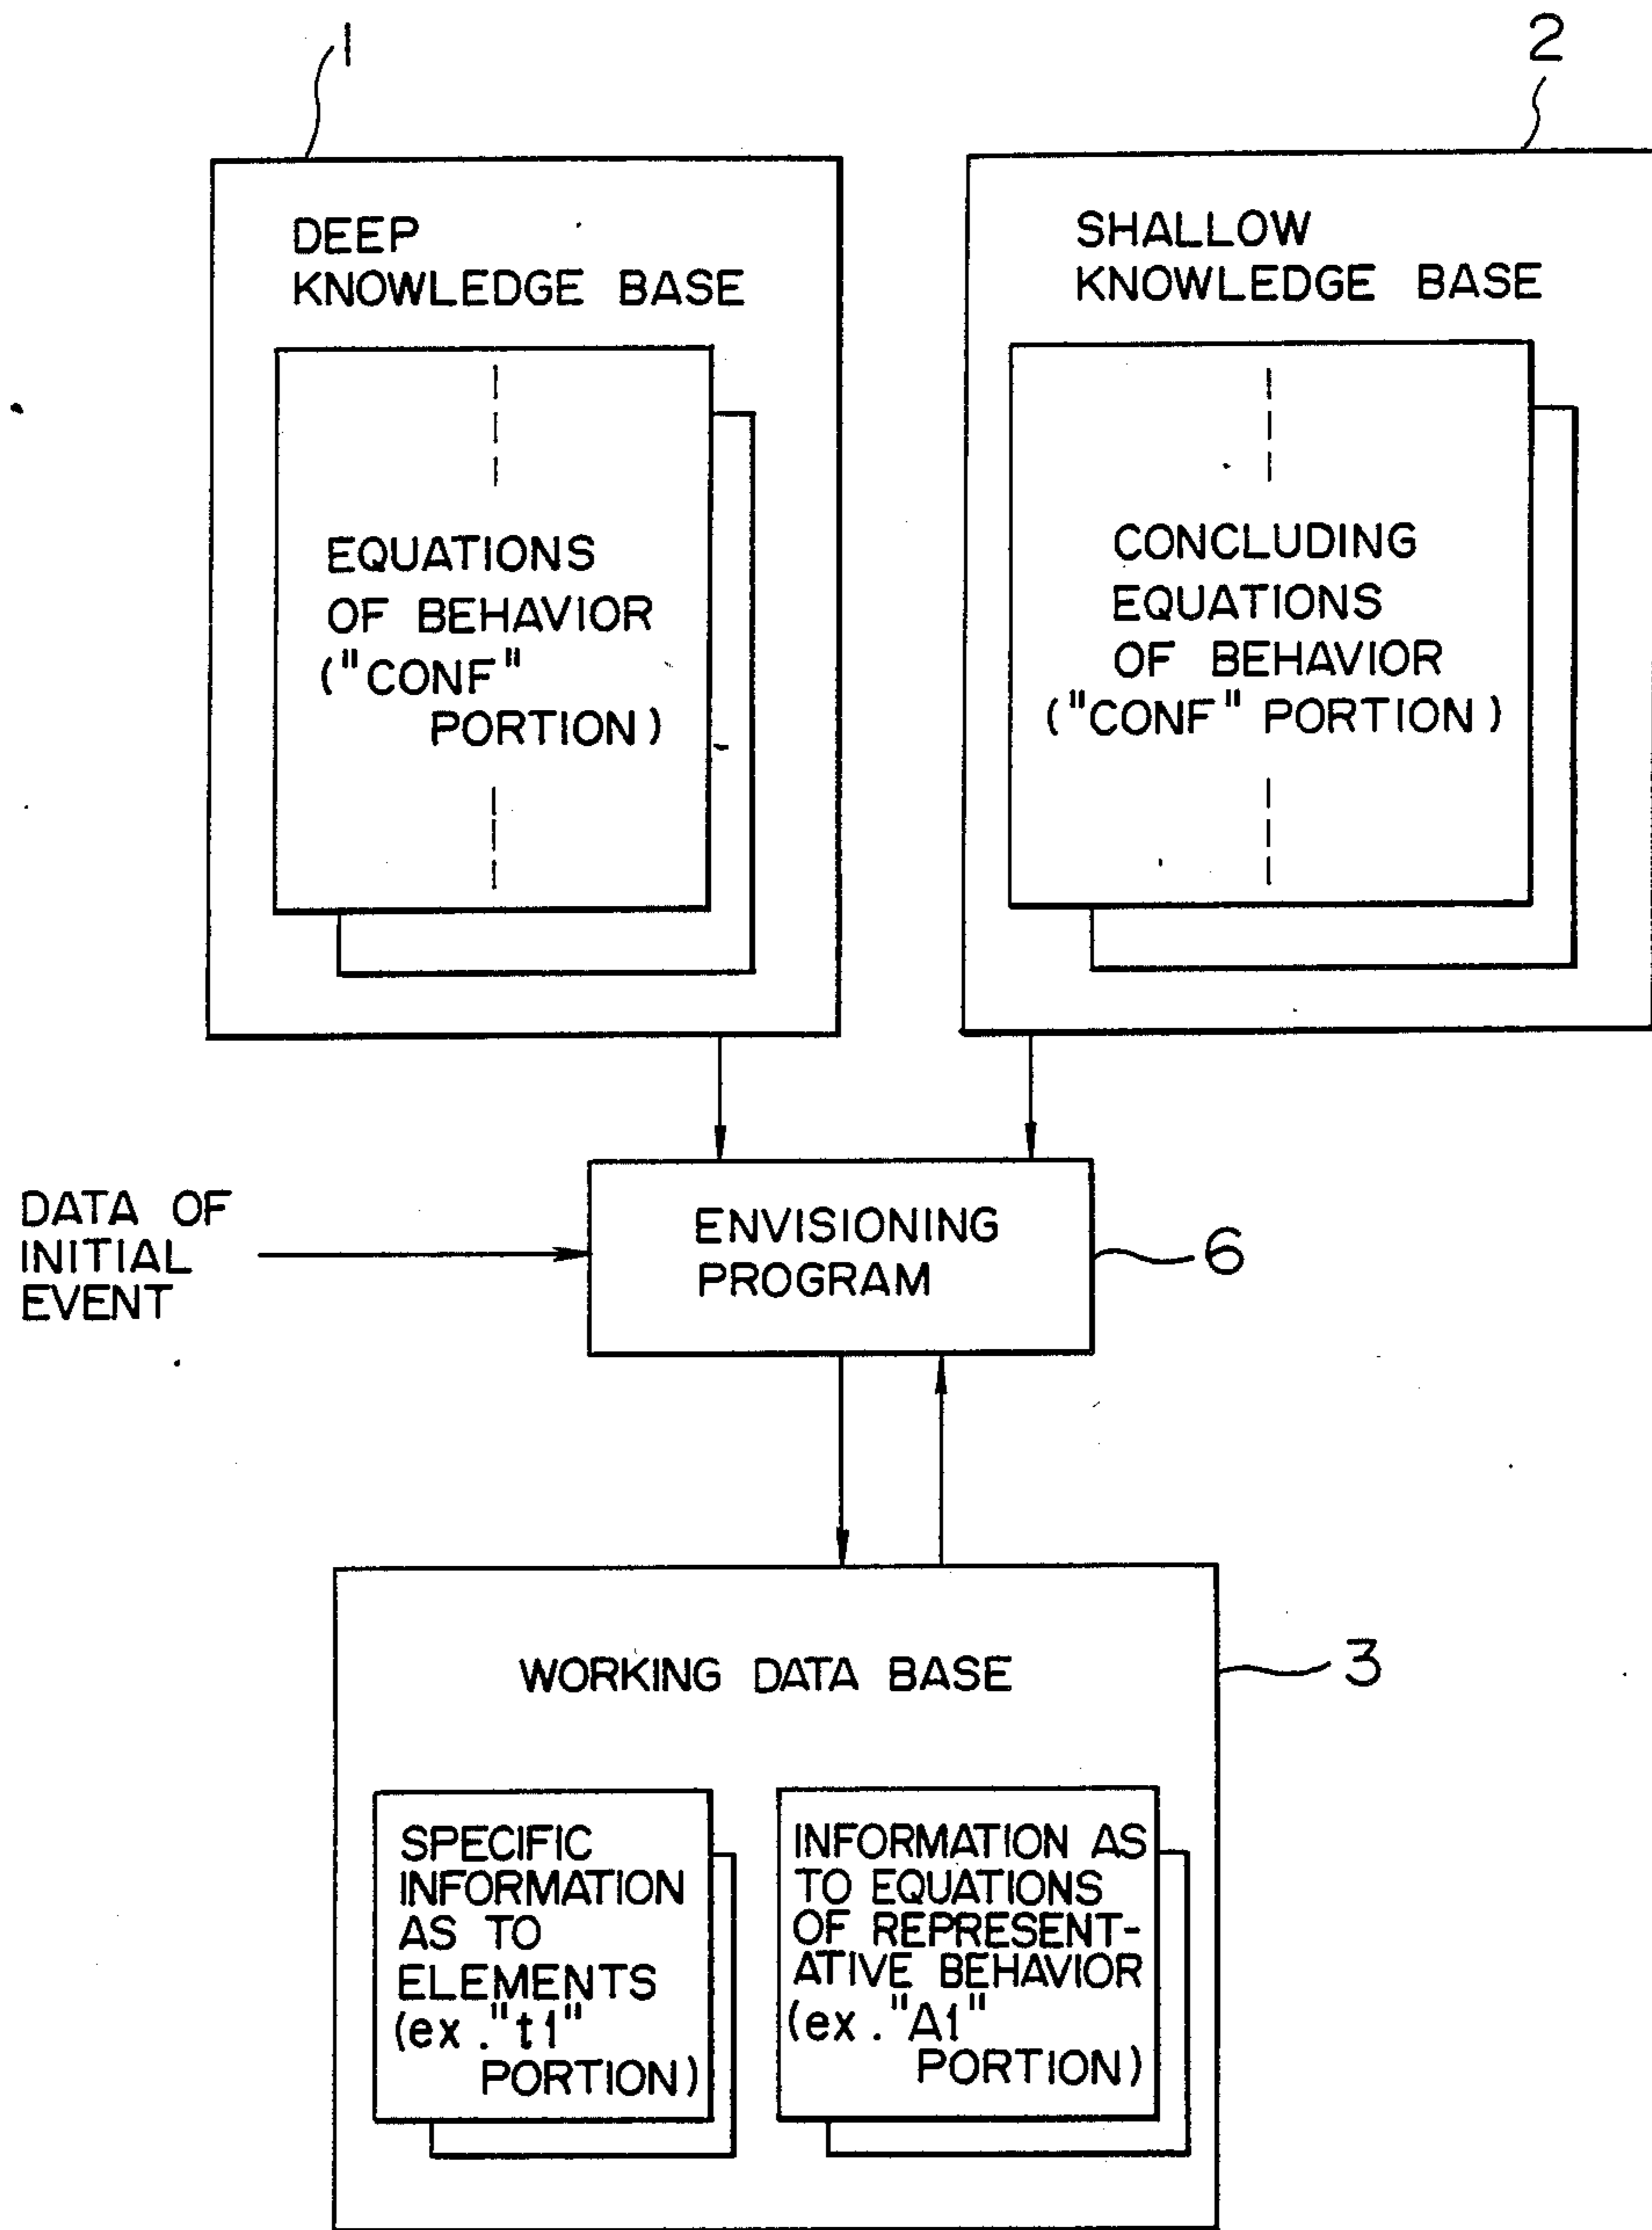 1
2
DEEP
KNOWLEDGE BASE
EQUATIONS
OF BEHAVIOR
("CONF"
PORTION)
SHALLOW
KNOWLEDGE BASE
CONCLUDING
EQUATIONS
OF BEHAVIOR
("CONF" PORTION)
DATA OF
INITIAL
EVENT
ENVISIONING
PROGRAM
6
WORKING DATA BASE
3
SPECIFIC
INFORMATION
AS TO
ELEMENTS
(ex."t1"
PORTION)
INFORMATION AS
TO EQUATIONS
OF REPRESENT-
ATIVE BEHAVIOR
(ex."A1"
PORTION)